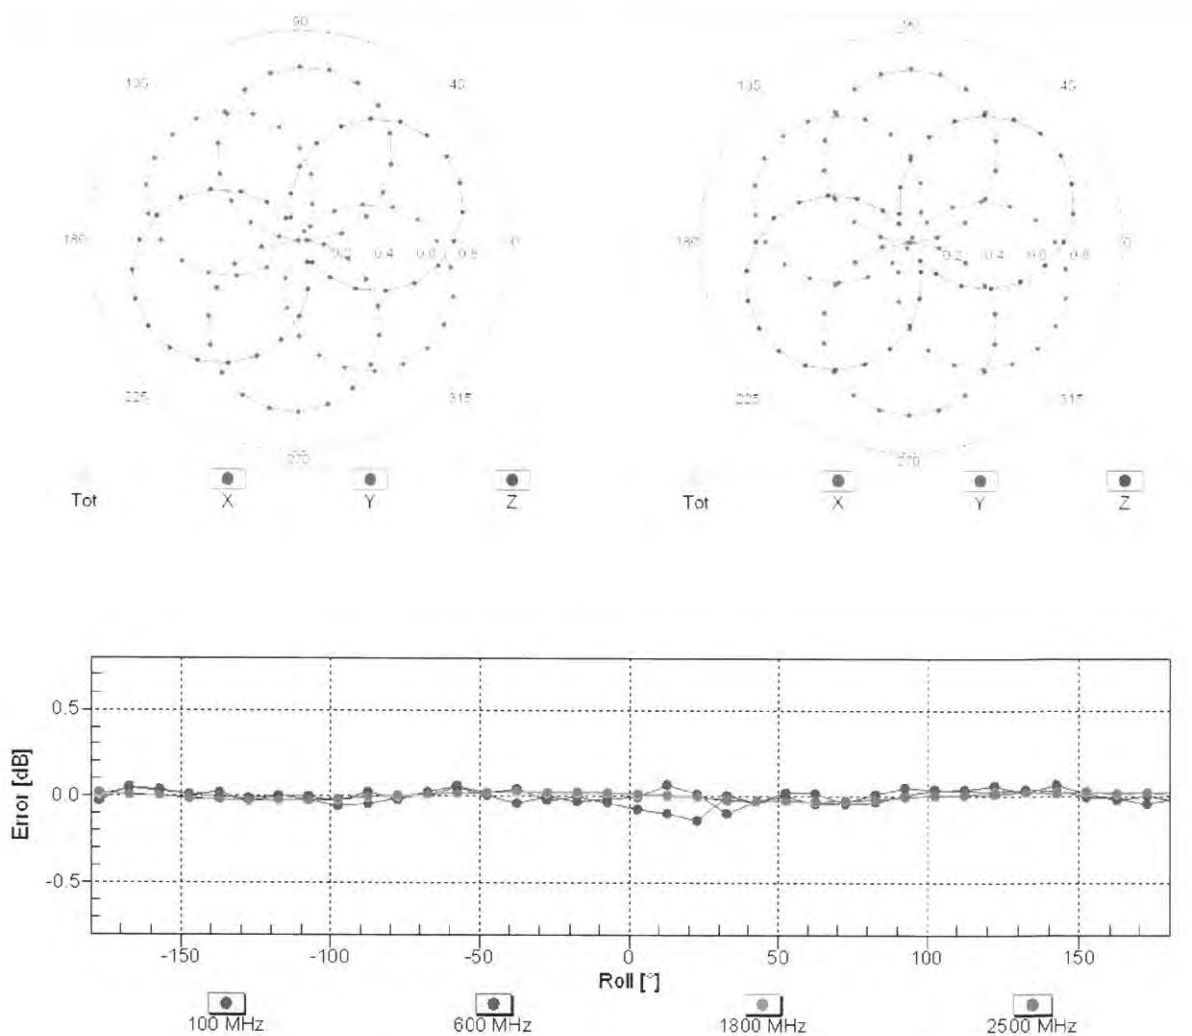 90 90
135 45 135 45
180 0.2 0.4 0.6 0.8 0 180 0.2 0.4 0.6 0.8 0
225 315 225 315
270 270
Tot X Y Z Tot X Y Z
0.5
0.0
-0.5
Error [dB]
-150 -100 -50 0 50 100 150
Roll [°]
100 MHz 600 MHz 1800 MHz 2500 MHz